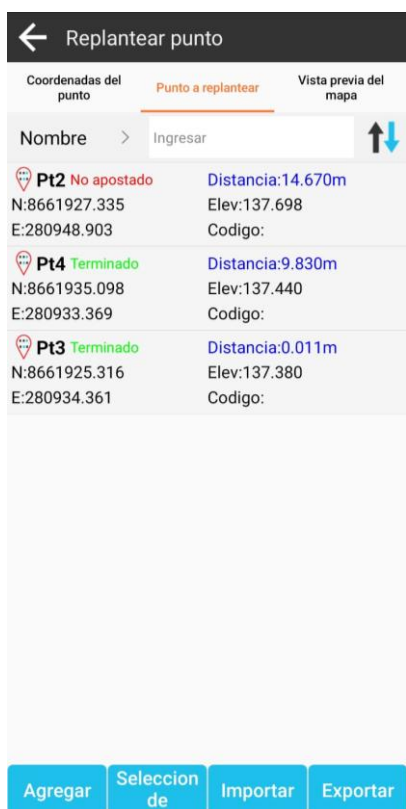 Replantear punto
Coordenadas del punto
Punto a replantear
Vista previa del mapa
Nombre > Ingresar
Pt2 No apostado Distancia:14.670m
N:8661927.335 Elev:137.698
E:280948.903 Codigo:
Pt4 Terminado Distancia:9.830m
N:8661935.098 Elev:137.440
E:280933.369 Codigo:
Pt3 Terminado Distancia:0.011m
N:8661925.316 Elev:137.380
E:280934.361 Codigo:
Agregar
Seleccion de
Importar
Exportar